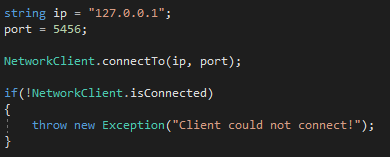 string ip = "127.0.0.1";
port = 5456;
NetworkClient.connectTo(ip, port);
if(!NetworkClient.isConnected)
{
throw new Exception("Client could not connect!");
}